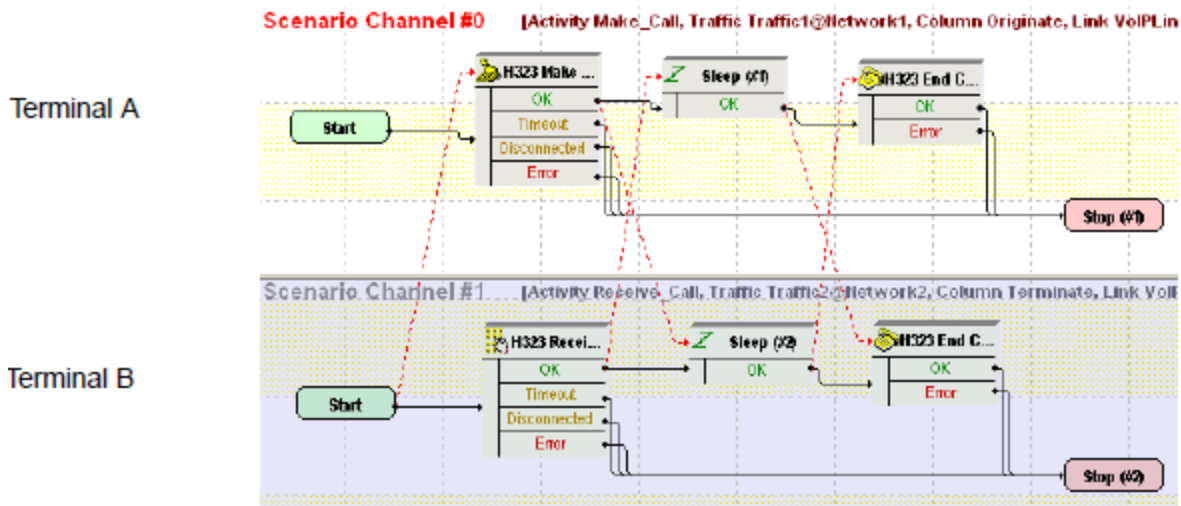 Scenario Channel #0 [Activity Make_Call, Traffic Traffic1@Network1, Column Originate, Link VoIPLin
Terminal A
H323 Make ...
OK
Timeout
Disconnected
Error
Sleep (#1)
OK
H323 End C...
OK
Error
Start
Stop (#1)
Scenario Channel #1 [Activity Receive_Call, Traffic Traffic2@Network2, Column Terminate, Link VoIP
Terminal B
H323 Recei...
OK
Timeout
Disconnected
Error
Sleep (#2)
OK
H323 End C...
OK
Error
Start
Stop (#2)